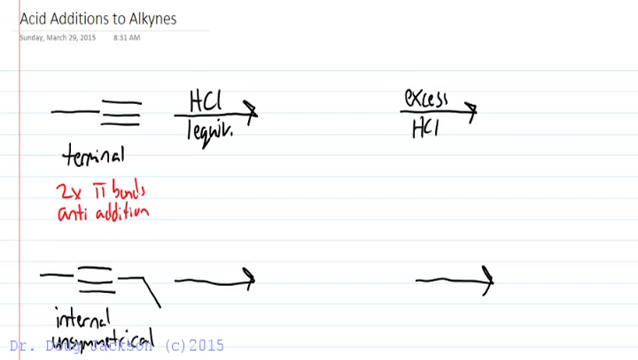 Acid Additions to Alkynes
Sunday, March 29, 2015 8:31 AM
HCl
1equiv.
excess
HCl
terminal
2x π bonds
anti addition
internal
unsymmetrical
Dr. Doug Jackson (c)2015